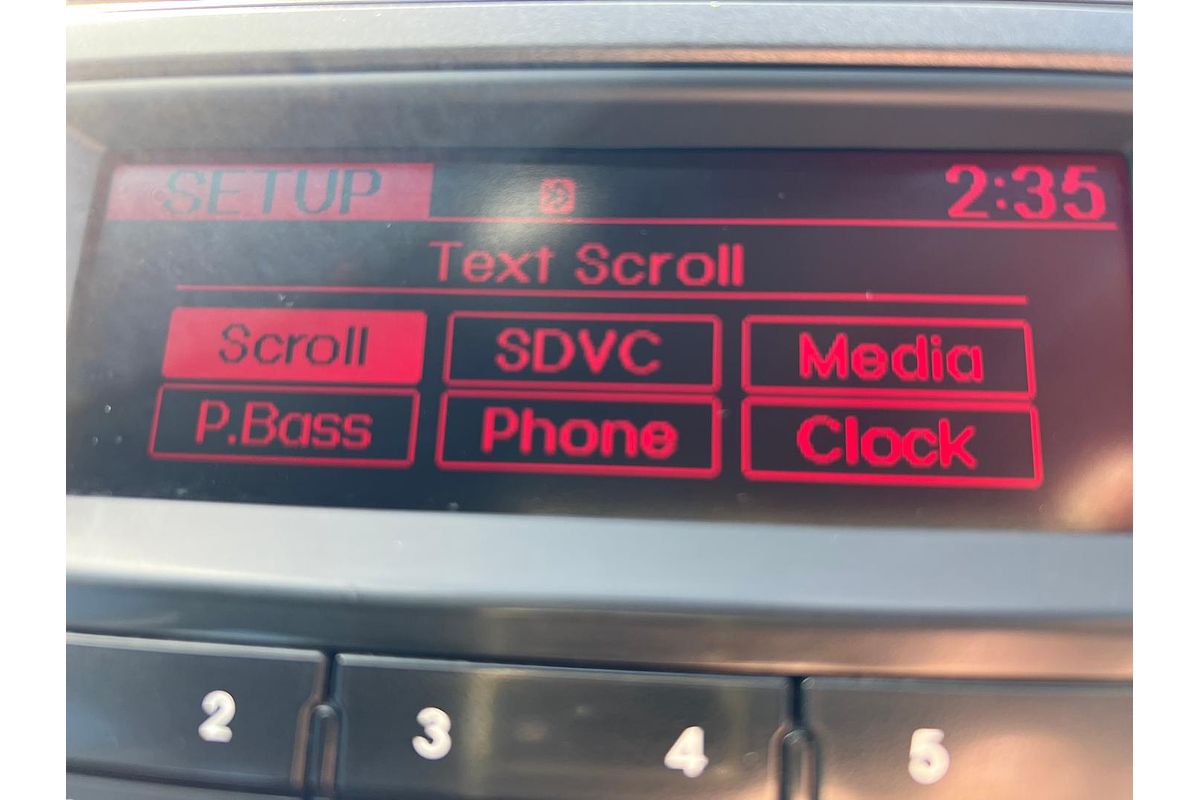 SETUP 2:35
Text Scroll
Scroll SDVC Media
P.Bass Phone Clock
2 3 4 5